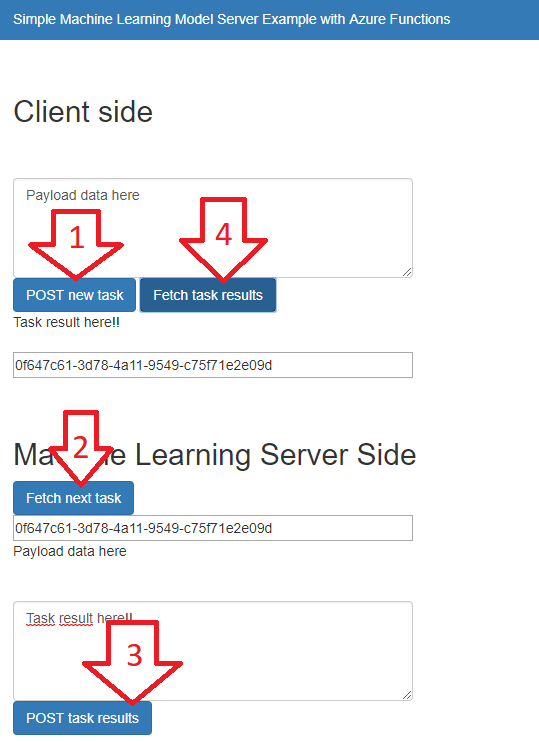 Simple Machine Learning Model Server Example with Azure Functions
Client side
Payload data here
1
4
POST new task
Fetch task results
Task result here!!
0f647c61-3d78-4a11-9549-c75f71e2e09d
2
Machine Learning Server Side
Fetch next task
0f647c61-3d78-4a11-9549-c75f71e2e09d
Payload data here
Task result here!!
3
POST task results